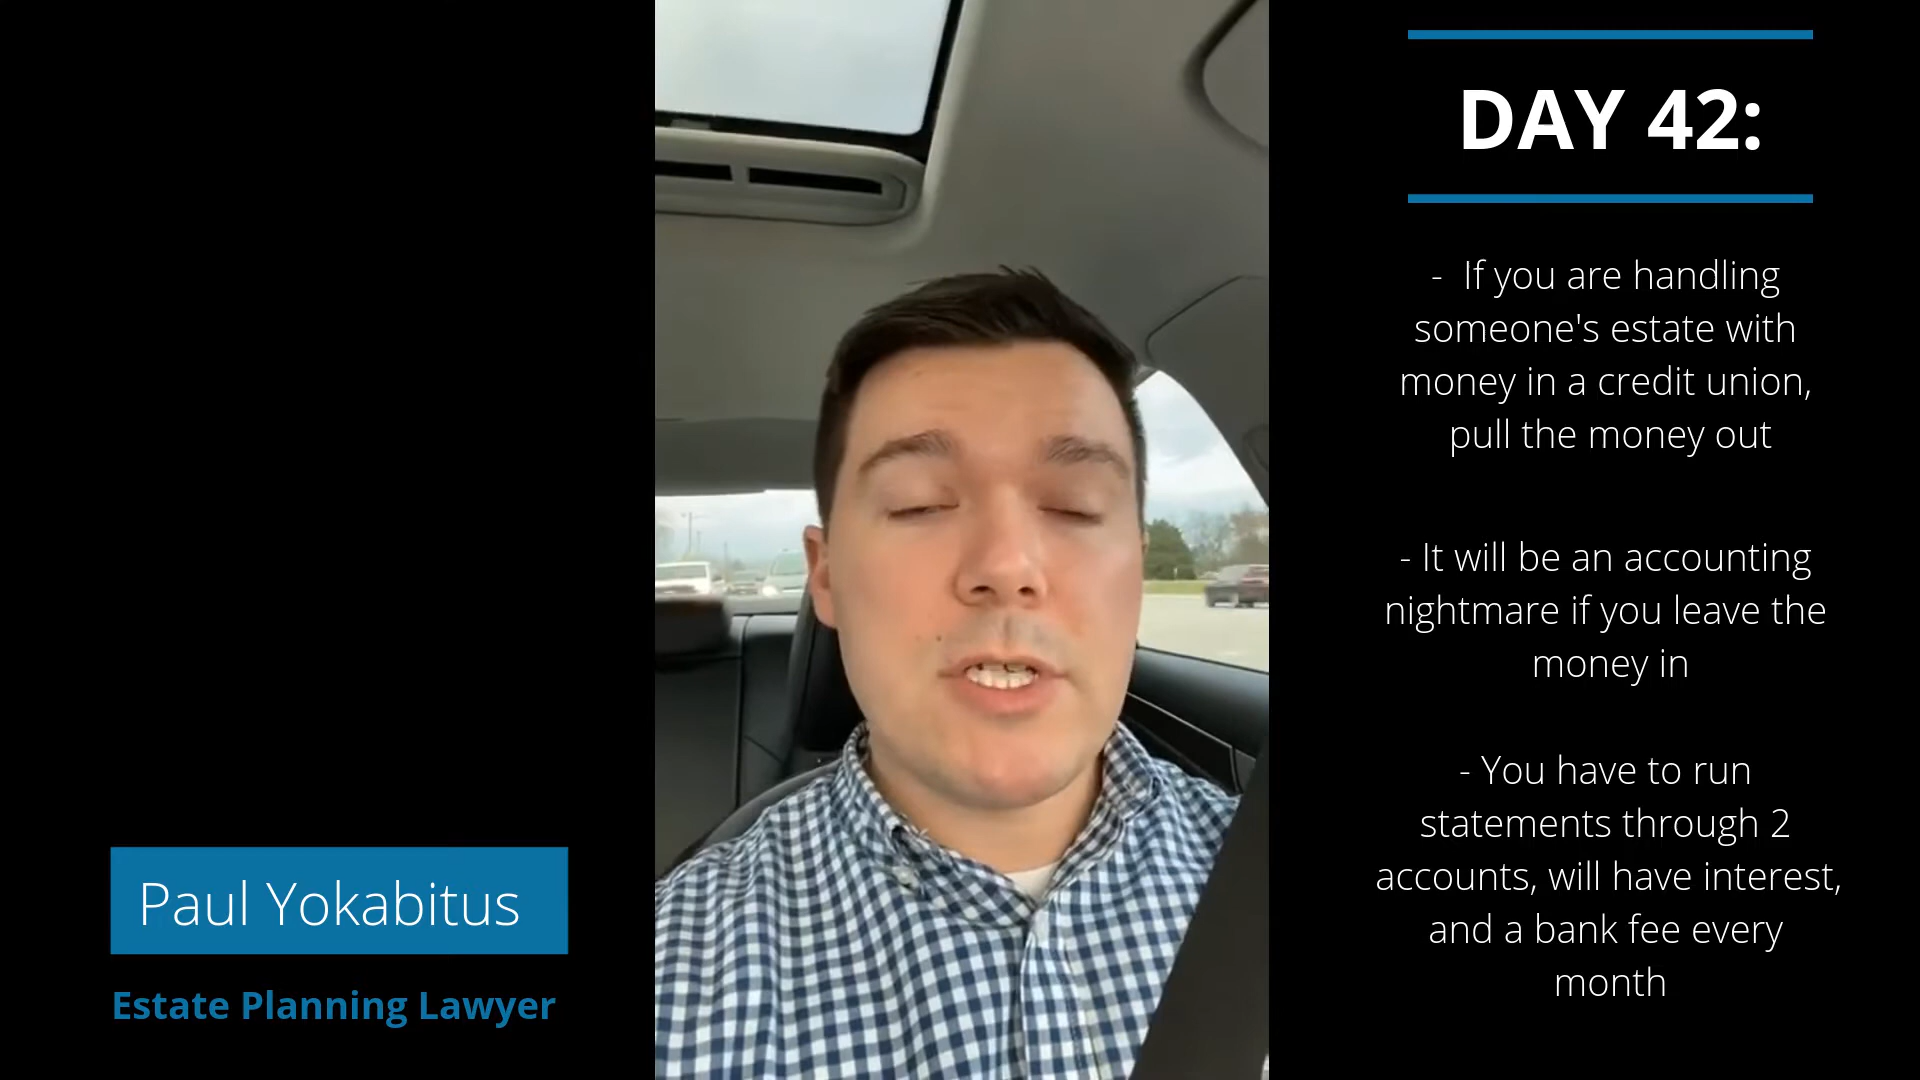 DAY 42:
- If you are handling
someone's estate with
money in a credit union,
pull the money out
- It will be an accounting
nightmare if you leave the
money in
- You have to run
statements through 2
accounts, will have interest,
and a bank fee every
month
Paul Yokabitus
Estate Planning Lawyer